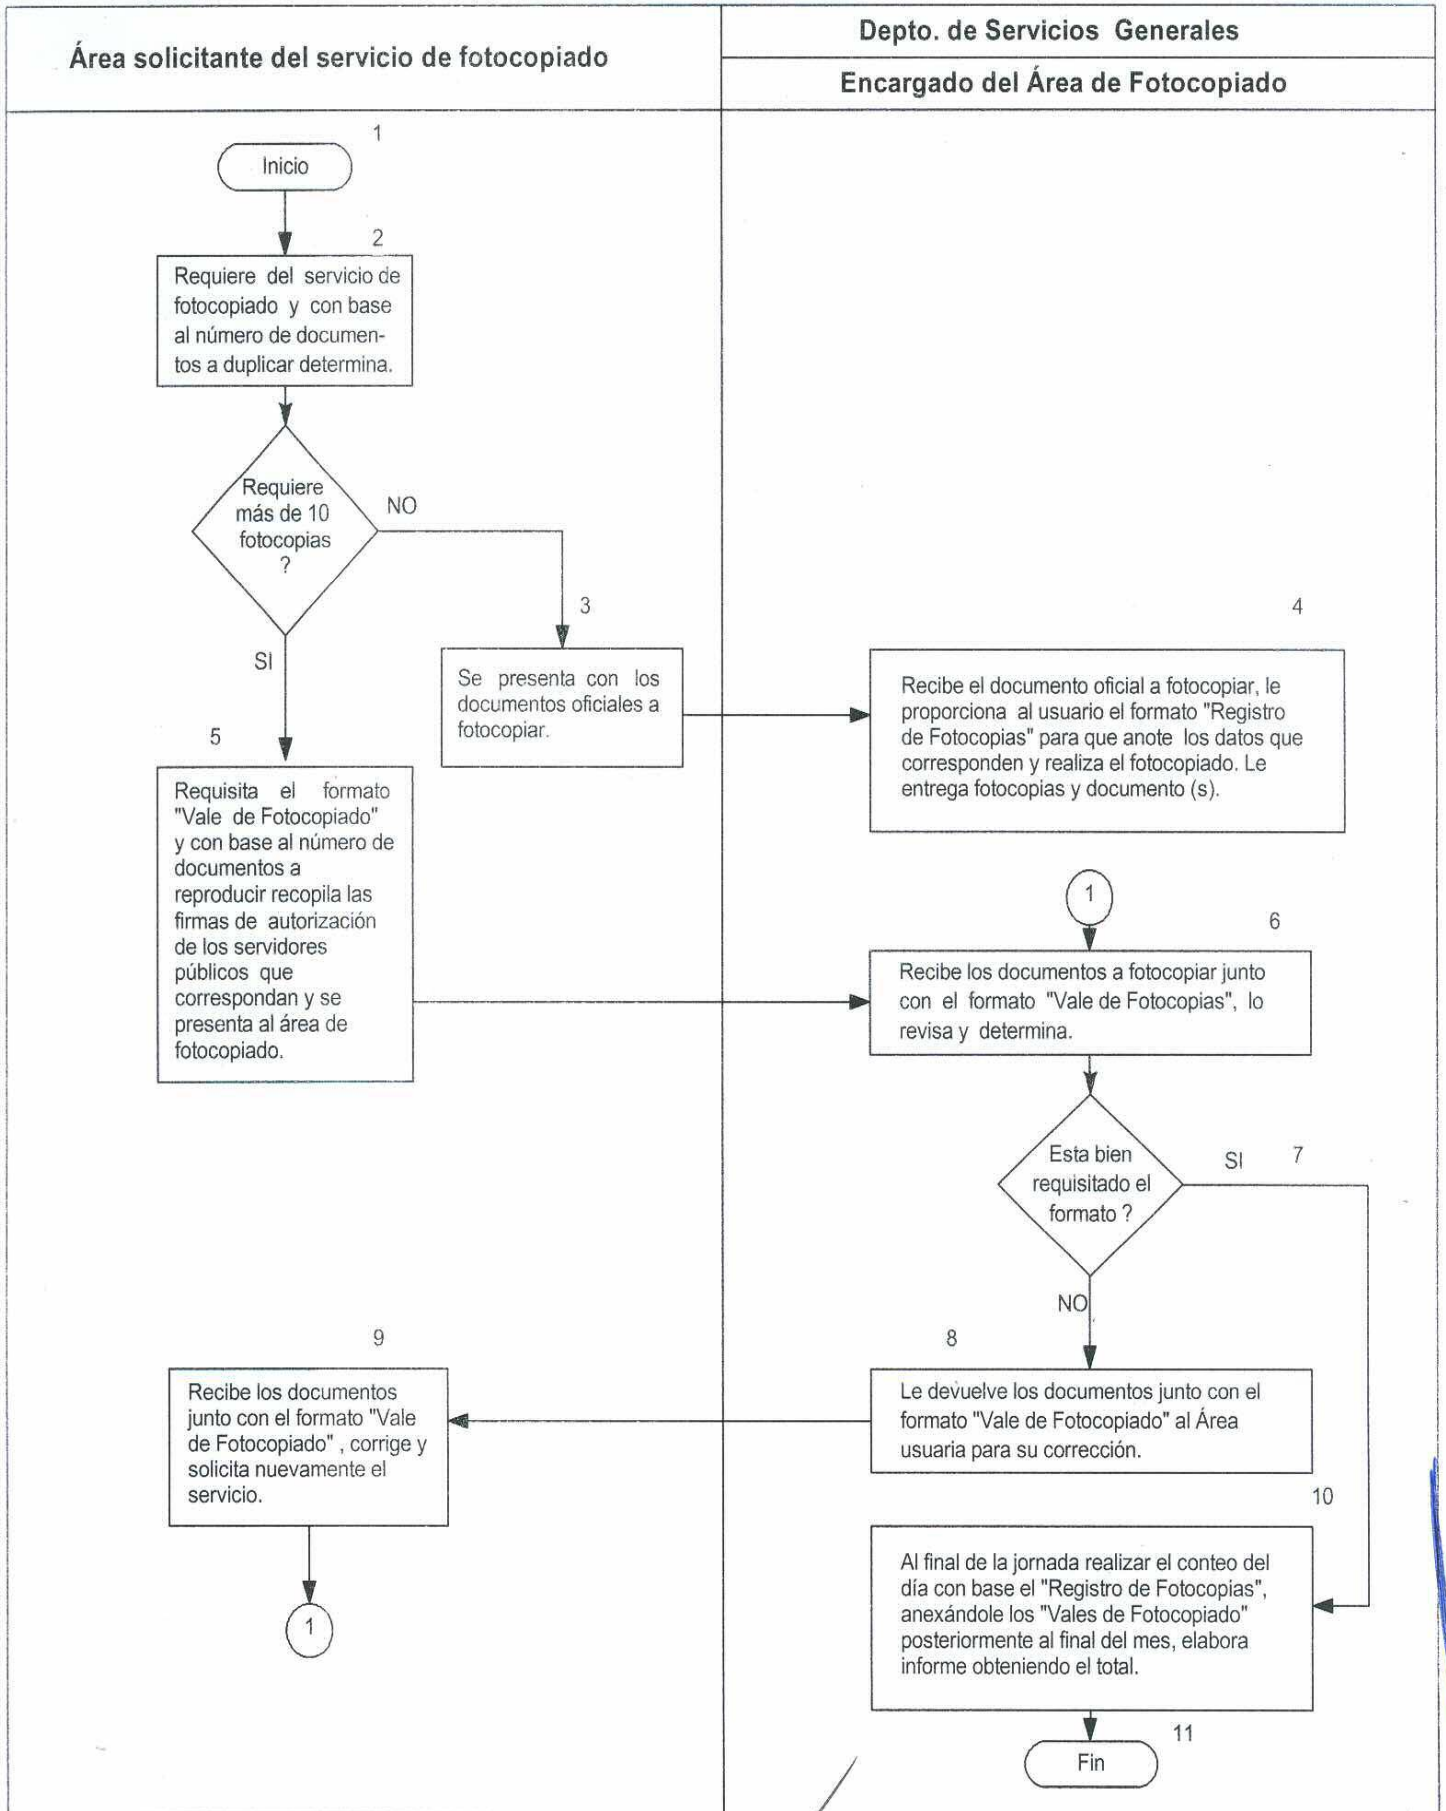 Área solicitante del servicio de fotocopiado
Depto. de Servicios Generales
Encargado del Área de Fotocopiado
1
Inicio
2
Requiere del servicio de
fotocopiado y con base
al número de documen-
tos a duplicar determina.
Requiere
más de 10
fotocopias
?
NO
SI
3
Se presenta con los
documentos oficiales a
fotocopiar.
4
Recibe el documento oficial a fotocopiar, le
proporciona al usuario el formato "Registro
de Fotocopias" para que anote los datos que
corresponden y realiza el fotocopiado. Le
entrega fotocopias y documento (s).
5
Requisita el formato
"Vale de Fotocopiado"
y con base al número de
documentos a
reproducir recopila las
firmas de autorización
de los servidores
públicos que
correspondan y se
presenta al área de
fotocopiado.
1
6
Recibe los documentos a fotocopiar junto
con el formato "Vale de Fotocopias", lo
revisa y determina.
Esta bien
requisitado el
formato ?
SI
7
NO
8
Le devuelve los documentos junto con el
formato "Vale de Fotocopiado" al Área
usuaria para su corrección.
9
Recibe los documentos
junto con el formato "Vale
de Fotocopiado" , corrige y
solicita nuevamente el
servicio.
1
10
Al final de la jornada realizar el conteo del
día con base el "Registro de Fotocopias",
anexándole los "Vales de Fotocopiado"
posteriormente al final del mes, elabora
informe obteniendo el total.
11
Fin